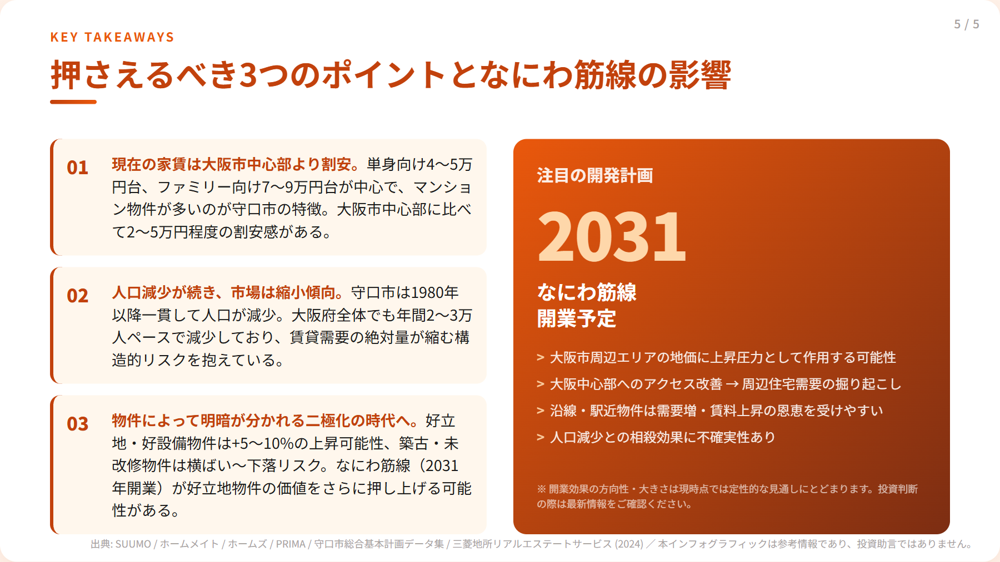 5 / 5
KEY TAKEAWAYS
押さえるべき3つのポイントとなにわ筋線の影響
01
現在の家賃は大阪市中心部より割安。単身向け4〜5万
円台、ファミリー向け7〜9万円台が中心で、マンショ
ン物件が多いのが守口市の特徴。大阪市中心部に比べ
て2〜5万円程度の割安感がある。
02
人口減少が続き、市場は縮小傾向。守口市は1980年
以降一貫して人口が減少。大阪府全体でも年間2〜3万
人ペースで減少しており、賃貸需要の絶対量が縮む構
造的リスクを抱えている。
03
物件によって明暗が分かれる二極化の時代へ。好立
地・好設備物件は+5〜10%の上昇可能性、築古・未
改修物件は横ばい〜下落リスク。なにわ筋線（2031
年開業）が好立地物件の価値をさらに押し上げる可能
性がある。
注目の開発計画
2031
なにわ筋線
開業予定
> 大阪市周辺エリアの地価に上昇圧力として作用する可能性
> 大阪中心部へのアクセス改善 → 周辺住宅需要の掘り起こし
> 沿線・駅近物件は需要増・賃料上昇の恩恵を受けやすい
> 人口減少との相殺効果に不確実性あり
※ 開業効果の方向性・大きさは現時点では定性的な見通しにとどまります。投資判断
の際は最新情報をご確認ください。
出典: SUUMO / ホームメイト / ホームズ / PRIMA / 守口市総合基本計画データ集 / 三菱地所リアルエステートサービス (2024) ／ 本インフォグラフィックは参考情報であり、投資助言ではありません。